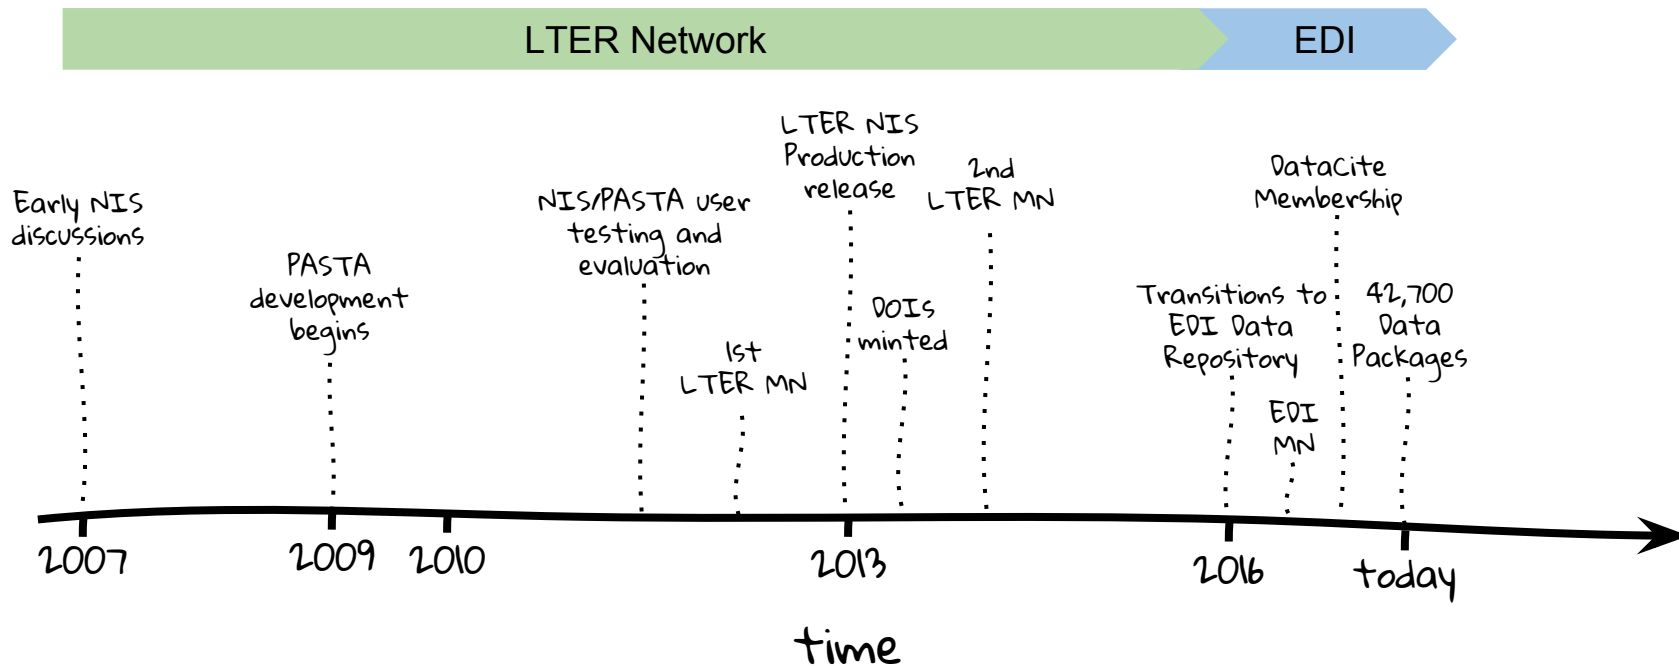 LTER Network
EDI
Early NIS
discussions
PASTA
development
begins
NIS/PASTA user
testing and
evaluation
1st
LTER MN
LTER NIS
Production
release
DOIs
minted
2nd
LTER MN
Transitions to
EDI Data
Repository
EDI
MN
DataCite
Membership
42,700
Data
Packages
2007
2009
2010
2013
2016
today
time